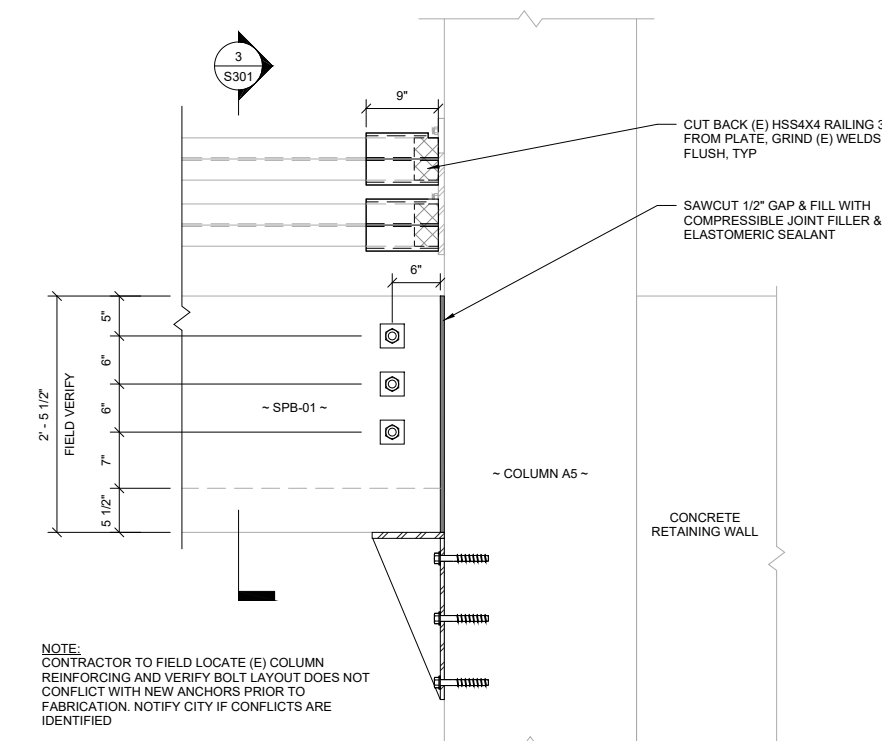 3
S301
9"
CUT BACK (E) HSS4X4 RAILING 3
FROM PLATE, GRIND (E) WELDS
FLUSH, TYP
SAWCUT 1/2" GAP & FILL WITH
COMPRESSIBLE JOINT FILLER &
ELASTOMERIC SEALANT
6"
5"
6"
6"
7"
5 1/2"
2' - 5 1/2"
FIELD VERIFY
~ SPB-01 ~
~ COLUMN A5 ~
CONCRETE
RETAINING WALL
NOTE:
CONTRACTOR TO FIELD LOCATE (E) COLUMN
REINFORCING AND VERIFY BOLT LAYOUT DOES NOT
CONFLICT WITH NEW ANCHORS PRIOR TO
FABRICATION. NOTIFY CITY IF CONFLICTS ARE
IDENTIFIED